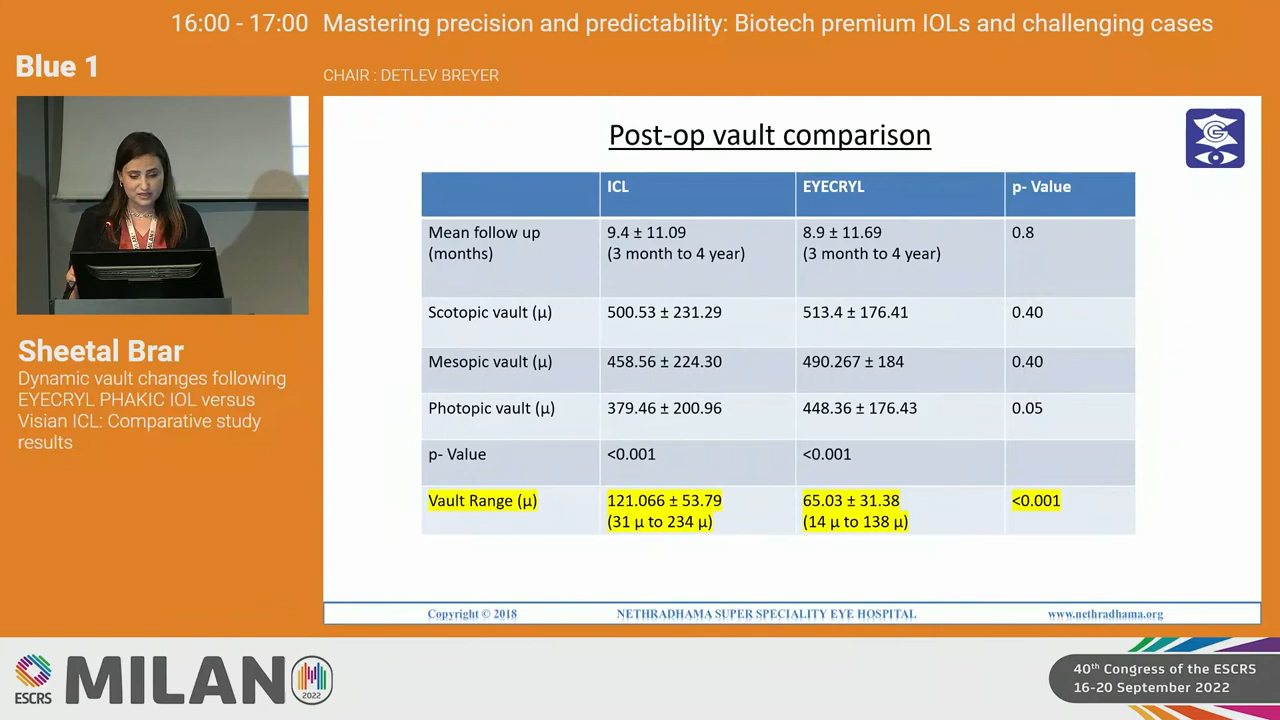 16:00 - 17:00 Mastering precision and predictability: Biotech premium IOLs and challenging cases
Blue 1
CHAIR : DETLEV BREYER
Sheetal Brar
Dynamic vault changes following
EYECRYL PHAKIC IOL versus
Visian ICL: Comparative study
results
Post-op vault comparison
ICL EYECRYL p- Value
Mean follow up (months) 9.4 ± 11.09 (3 month to 4 year) 8.9 ± 11.69 (3 month to 4 year) 0.8
Scotopic vault (µ) 500.53 ± 231.29 513.4 ± 176.41 0.40
Mesopic vault (µ) 458.56 ± 224.30 490.267 ± 184 0.40
Photopic vault (µ) 379.46 ± 200.96 448.36 ± 176.43 0.05
p- Value <0.001 <0.001
Vault Range (µ) 121.066 ± 53.79 (31 µ to 234 µ) 65.03 ± 31.38 (14 µ to 138 µ) <0.001
Copyright © 2018 NETHRADHAMA SUPER SPECIALITY EYE HOSPITAL www.nethradhama.org
ESCRS
MILANO
2022
40th Congress of the ESCRS
16-20 September 2022